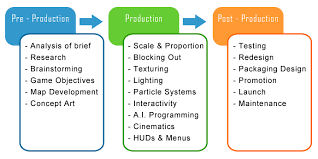 Pre - Production
• Analysis of brief
• Research
• Brainstorming
• Game Objectives
• Map Development
• Concept Art
Production
• Scale & Proportion
• Blocking Out
• Texturing
• Lighting
• Particle Systems
• Interactivity
• A.I. Programming
• Cinematics
• HUDs & Menus
Post - Production
• Testing
• Redesign
• Packaging Design
• Promotion
• Launch
• Maintenance